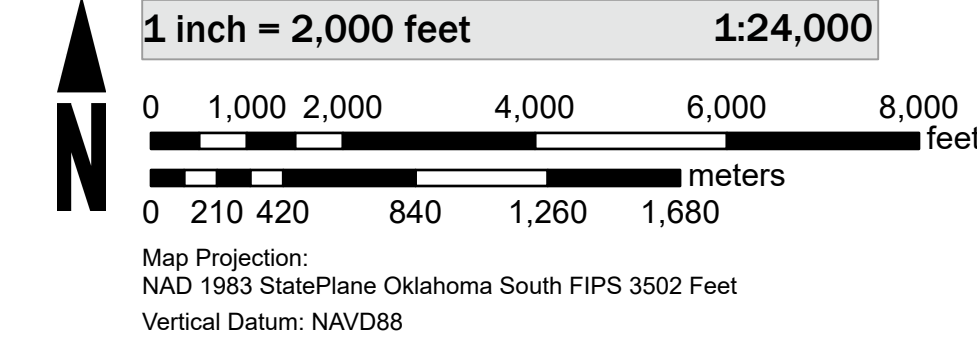 1 inch = 2,000 feet 1:24,000
N
0 1,000 2,000 4,000 6,000 8,000
feet
meters
0 210 420 840 1,260 1,680
Map Projection:
NAD 1983 StatePlane Oklahoma South FIPS 3502 Feet
Vertical Datum: NAVD88